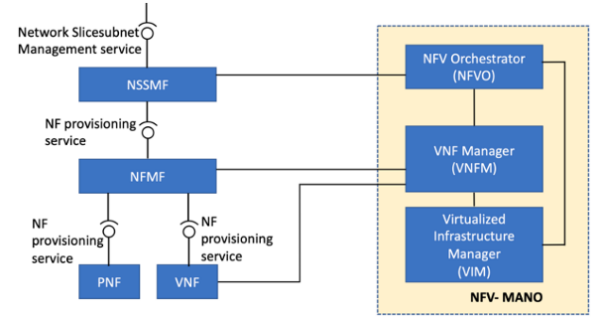 Network Slicesubnet
Management service
NSSMF
NF provisioning
service
NFMF
NF
provisioning
service
NF
provisioning
service
PNF
VNF
NFV Orchestrator
(NFVO)
VNF Manager
(VNFM)
Virtualized
Infrastructure
Manager
(VIM)
NFV- MANO